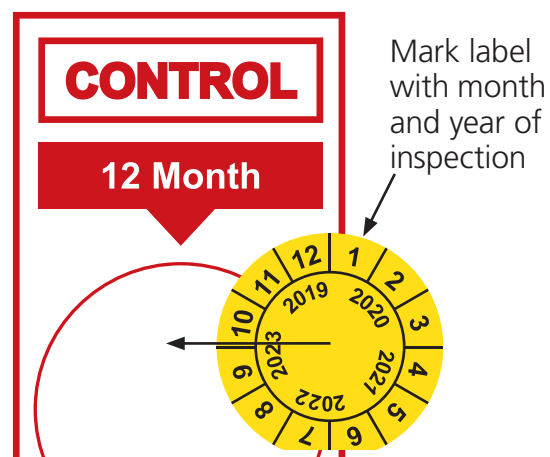 CONTROL
12 Month
Mark label
with month
and year of
inspection
1
2
3
4
5
6
7
8
9
10
11
12
2019
2020
2021
2022
2023